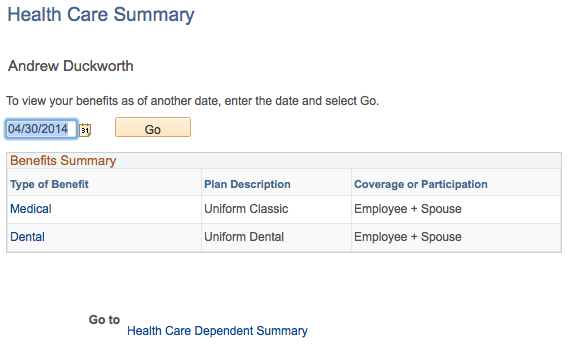 Health Care Summary
Andrew Duckworth
To view your benefits as of another date, enter the date and select Go.
04/30/2014 31 Go
Benefits Summary
Type of Benefit Plan Description Coverage or Participation
Medical Uniform Classic Employee + Spouse
Dental Uniform Dental Employee + Spouse
Go to Health Care Dependent Summary